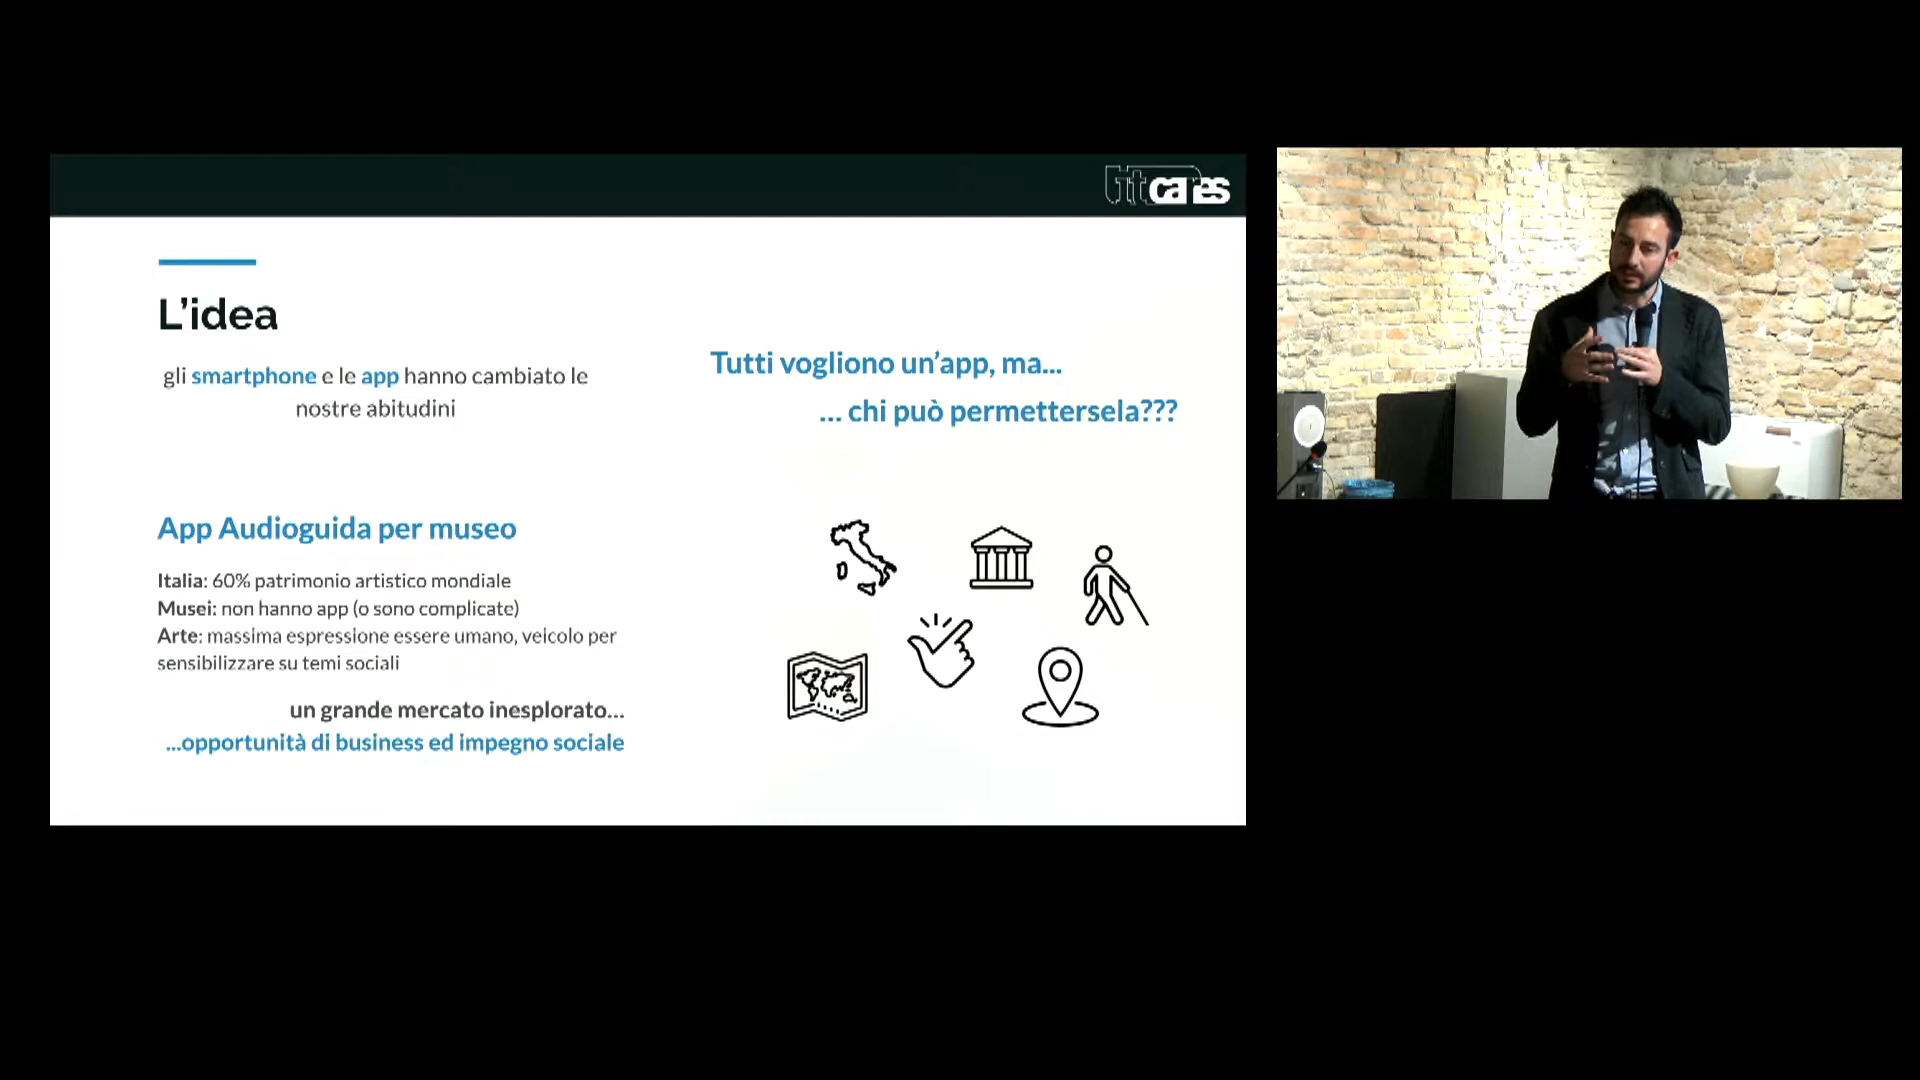 cares
L'idea
gli smartphone e le app hanno cambiato le
nostre abitudini
Tutti vogliono un'app, ma...
... chi può permettersela???
App Audioguida per museo
Italia: 60% patrimonio artistico mondiale
Musei: non hanno app (o sono complicate)
Arte: massima espressione essere umano, veicolo per
sensibilizzare su temi sociali
un grande mercato inesplorato...
...opportunità di business ed impegno sociale